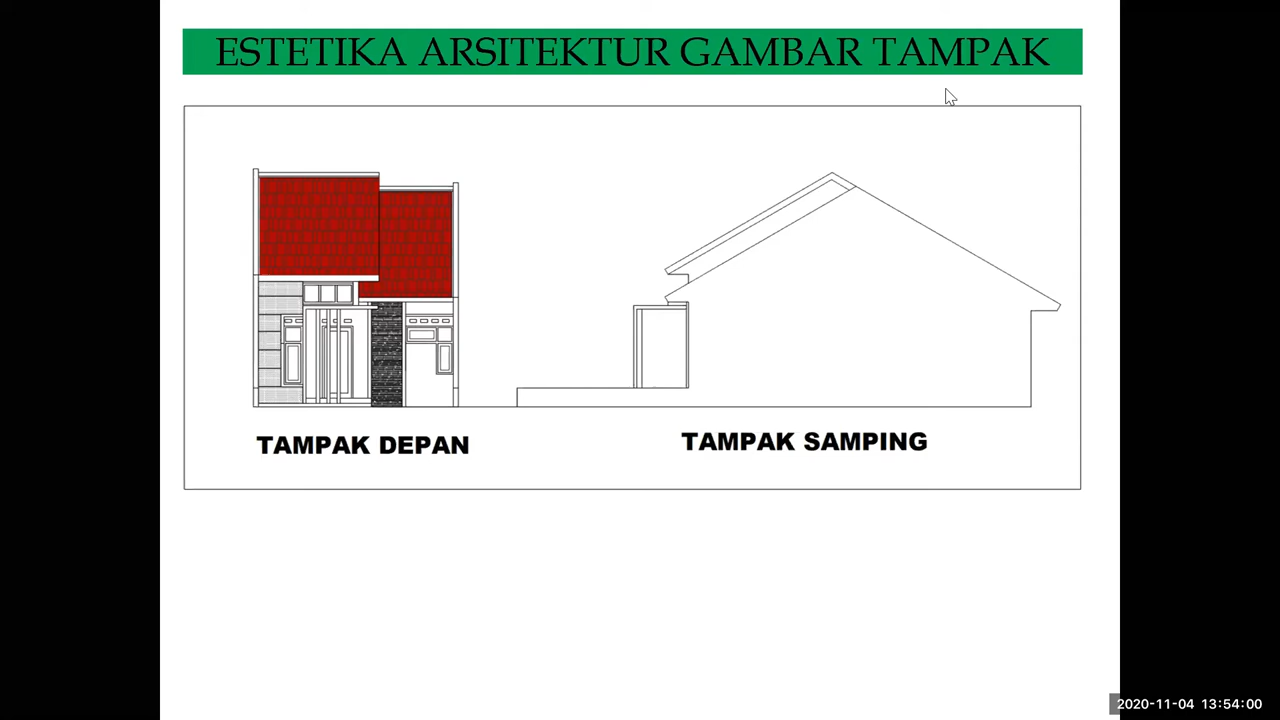 ESTETIKA ARSITEKTUR GAMBAR TAMPAK
TAMPAK DEPAN
TAMPAK SAMPING
2020-11-04 13:54:00